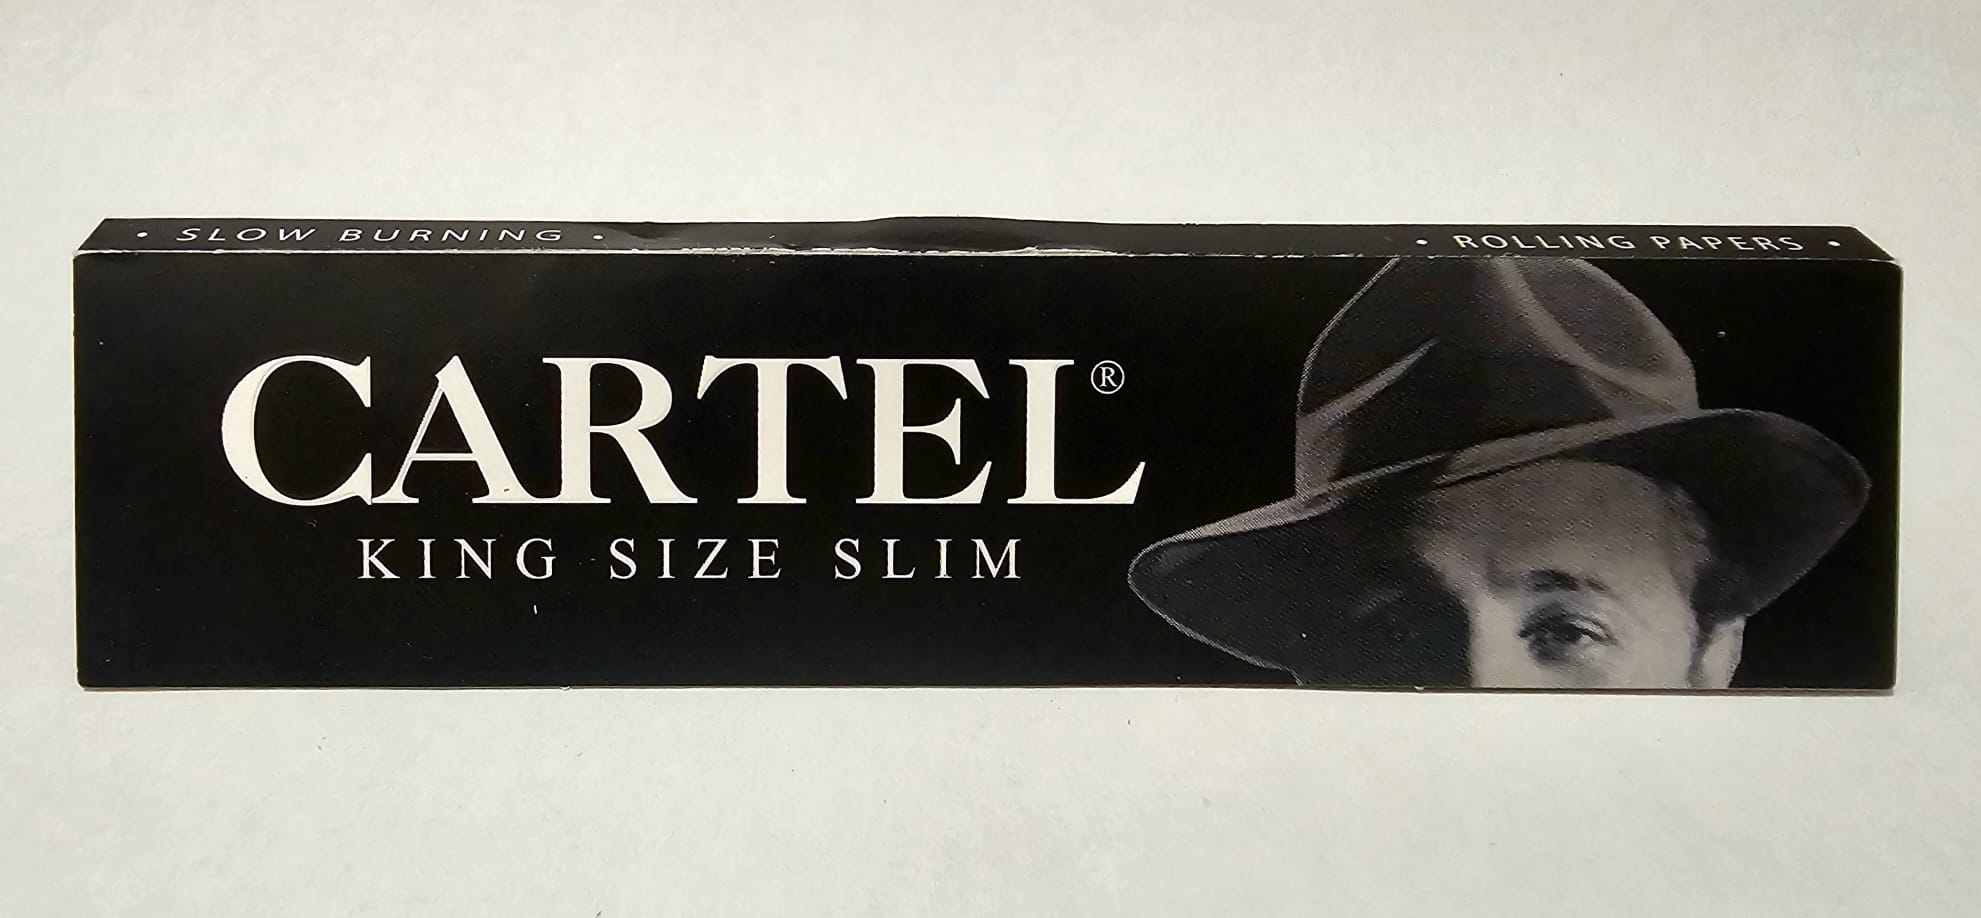 • SLOW BURNING •
• ROLLING PAPERS •
CARTEL®
KING SIZE SLIM